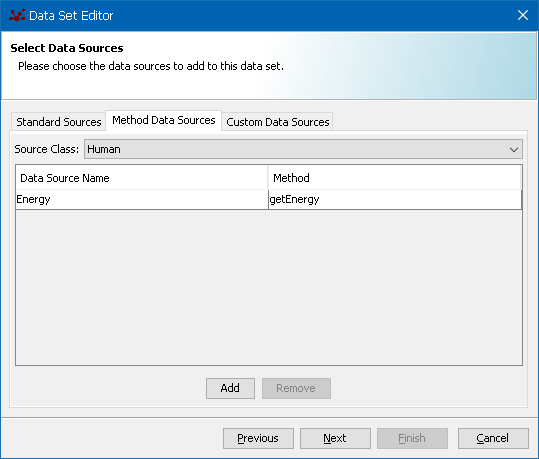 Data Set Editor
Select Data Sources
Please choose the data sources to add to this data set.
Standard Sources Method Data Sources Custom Data Sources
Source Class: Human
Data Source Name Method
Energy getEnergy
Add Remove
Previous Next Finish Cancel